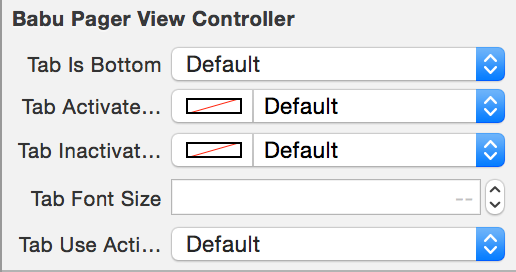 Babu Pager View Controller
Tab Is Bottom Default
Tab Activate... Default
Tab Inactivat... Default
Tab Font Size --
Tab Use Acti... Default